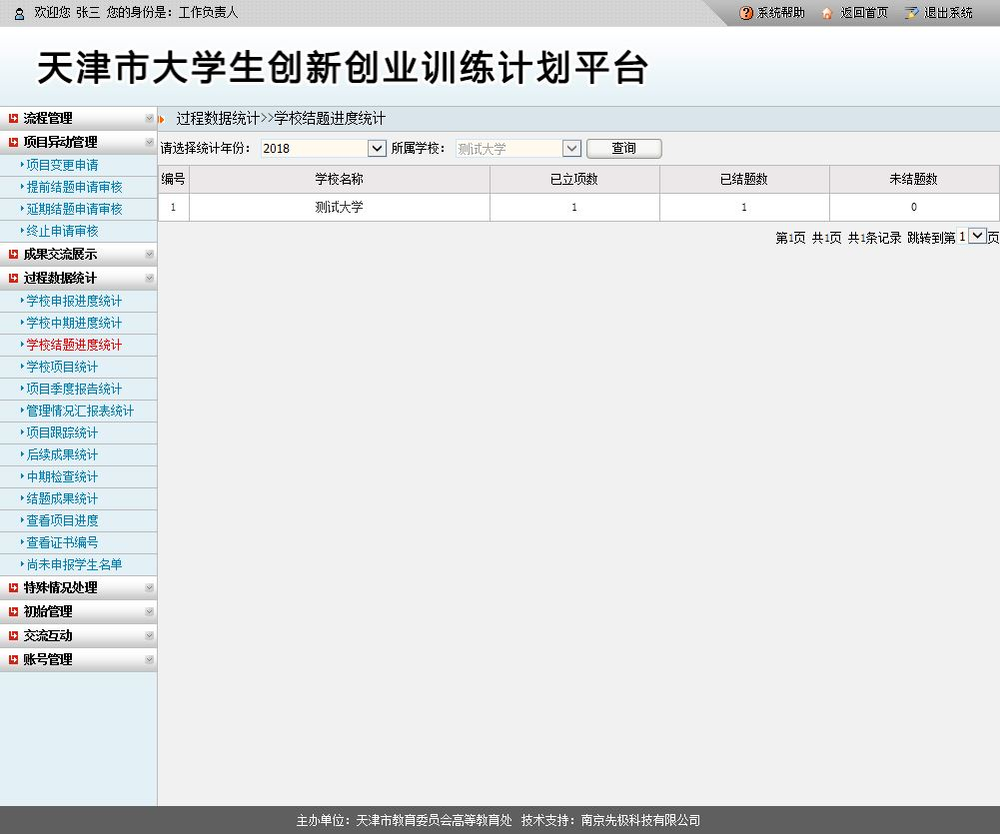 欢迎您 张三 您的身份是：工作负责人
系统帮助 返回首页 退出系统
天津市大学生创新创业训练计划平台
流程管理
项目异动管理
项目变更申请
提前结题申请审核
延期结题申请审核
终止申请审核
成果交流展示
过程数据统计
学校申报进度统计
学校中期进度统计
学校结题进度统计
学校项目统计
项目季度报告统计
管理情况汇报表统计
项目跟踪统计
后续成果统计
中期检查统计
结题成果统计
查看项目进度
查看证书编号
尚未申报学生名单
特殊情况处理
初始管理
交流互动
账号管理
过程数据统计>>学校结题进度统计
请选择统计年份： 2018 所属学校： 测试大学 查询
编号 学校名称 已立项数 已结题数 未结题数
1 测试大学 1 1 0
第1页 共1页 共1条记录 跳转到第 1 页
主办单位：天津市教育委员会高等教育处 技术支持：南京先极科技有限公司